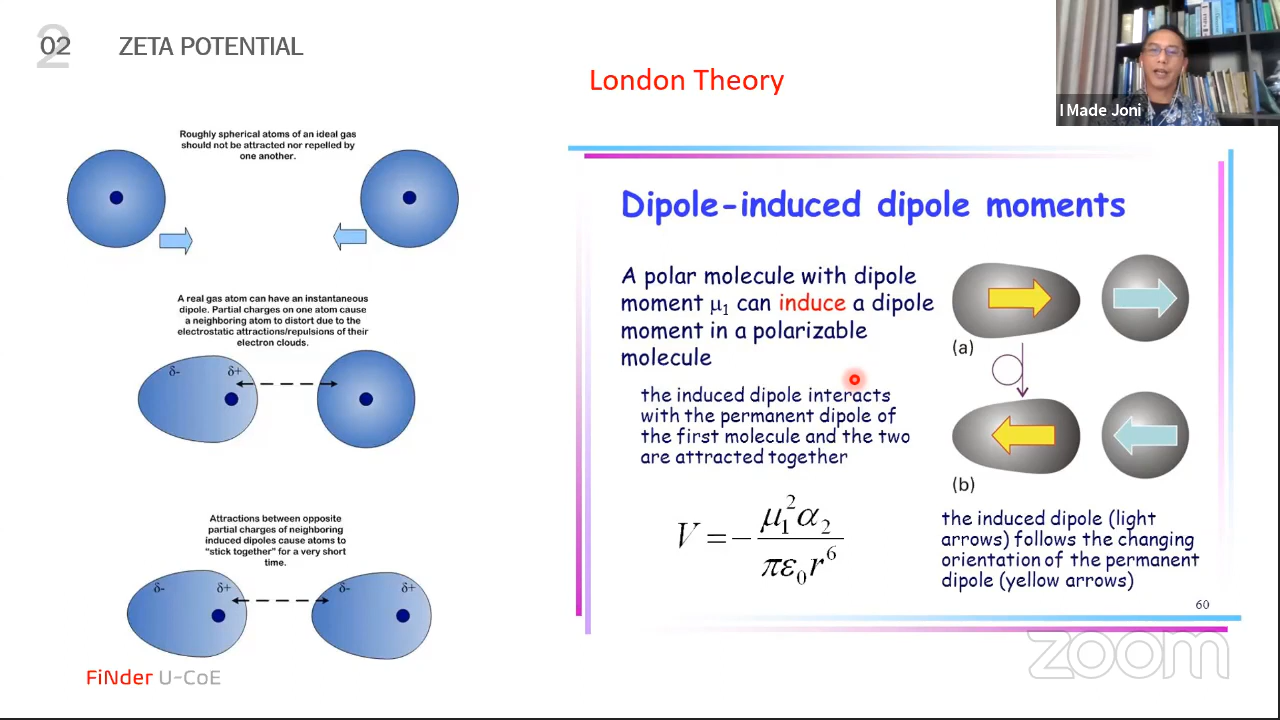 02
ZETA POTENTIAL
London Theory
I Made Joni
Roughly spherical atoms of an ideal gas
should not be attracted nor repelled by
one another.
A real gas atom can have an instantaneous
dipole. Partial charges on one atom cause
a neighboring atom to distort due to the
electrostatic attractions/repulsions of their
electron clouds.
δ- δ+
Attractions between opposite
partial charges of neighboring
induced dipoles cause atoms to
“stick together” for a very short
time.
δ- δ+ δ- δ+
FiNder U-CoE
Dipole-induced dipole moments
A polar molecule with dipole
moment μ₁ can induce a dipole
moment in a polarizable
molecule
the induced dipole interacts
with the permanent dipole of
the first molecule and the two
are attracted together
V = − μ₁²α₂ / πε₀r⁶
(a)
(b)
the induced dipole (light
arrows) follows the changing
orientation of the permanent
dipole (yellow arrows)
60
zoom